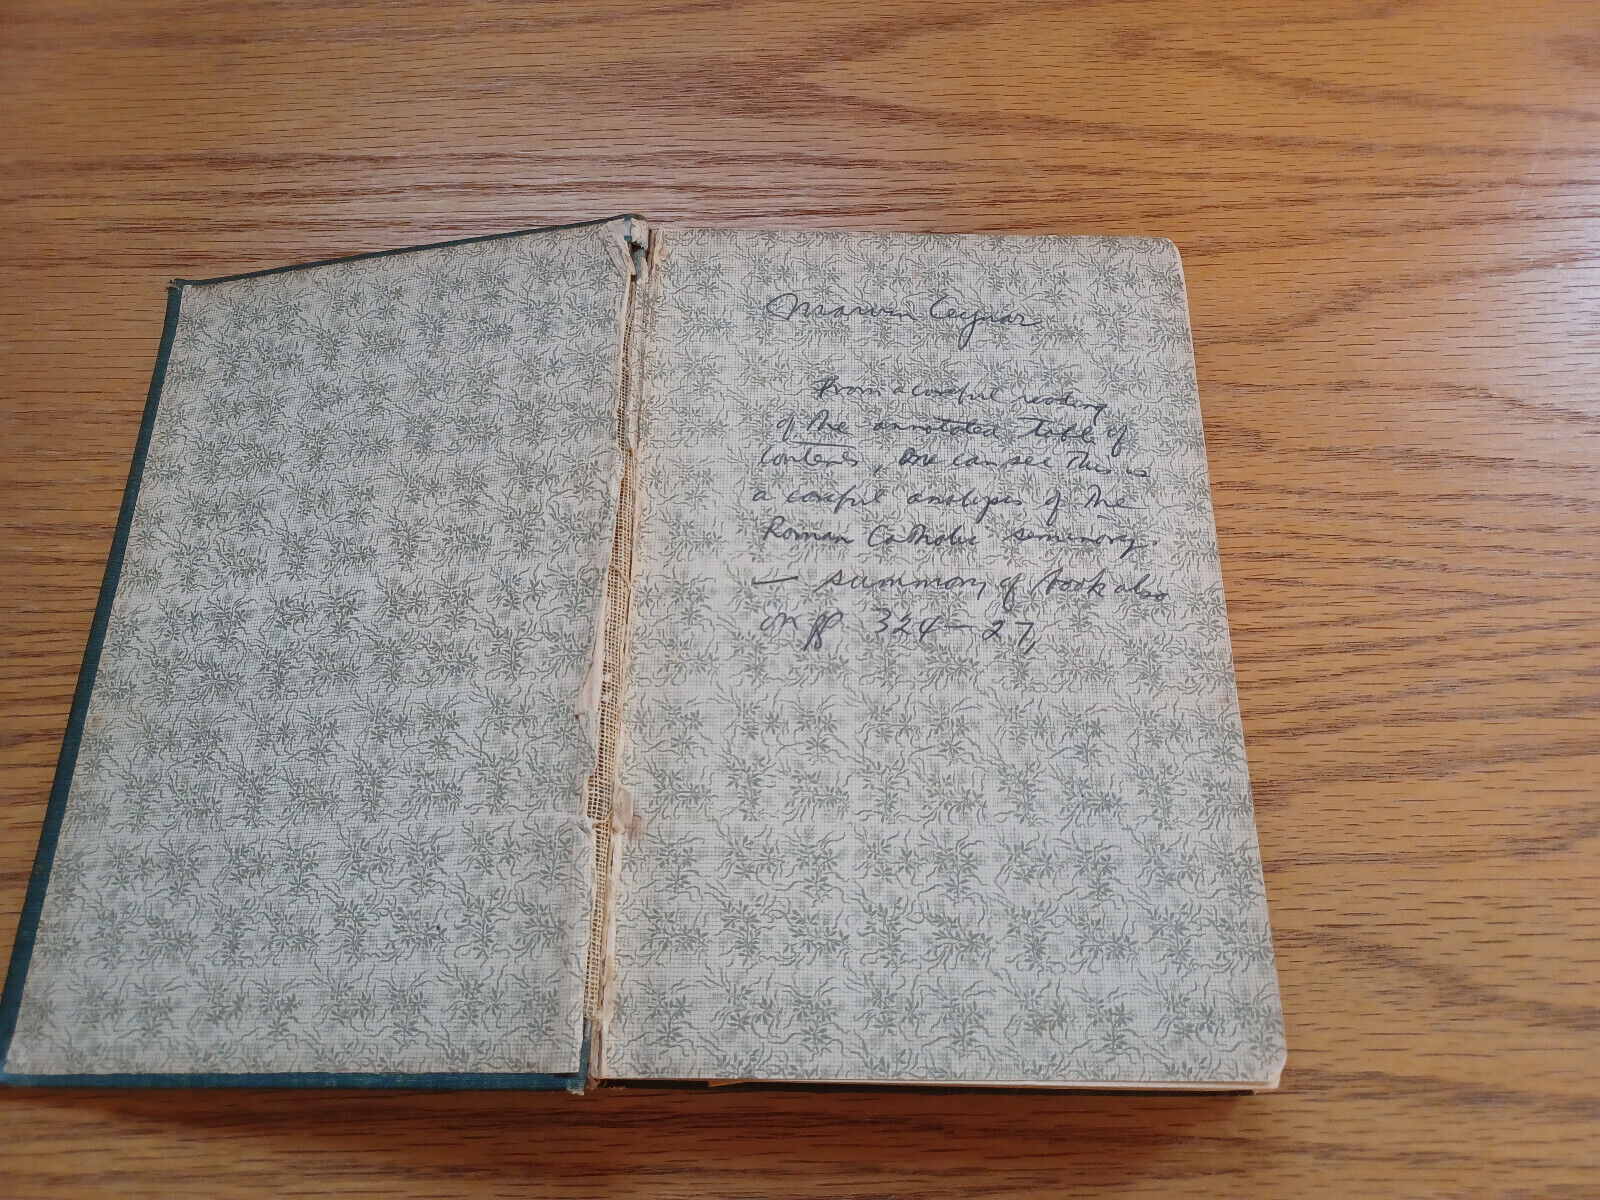 Marvin Ceynar
From a careful reading
of the annotated table of
contents, one can see this is
a careful analysis of the
Roman Catholic seminary.
— summary of book also
on pp 324–27,